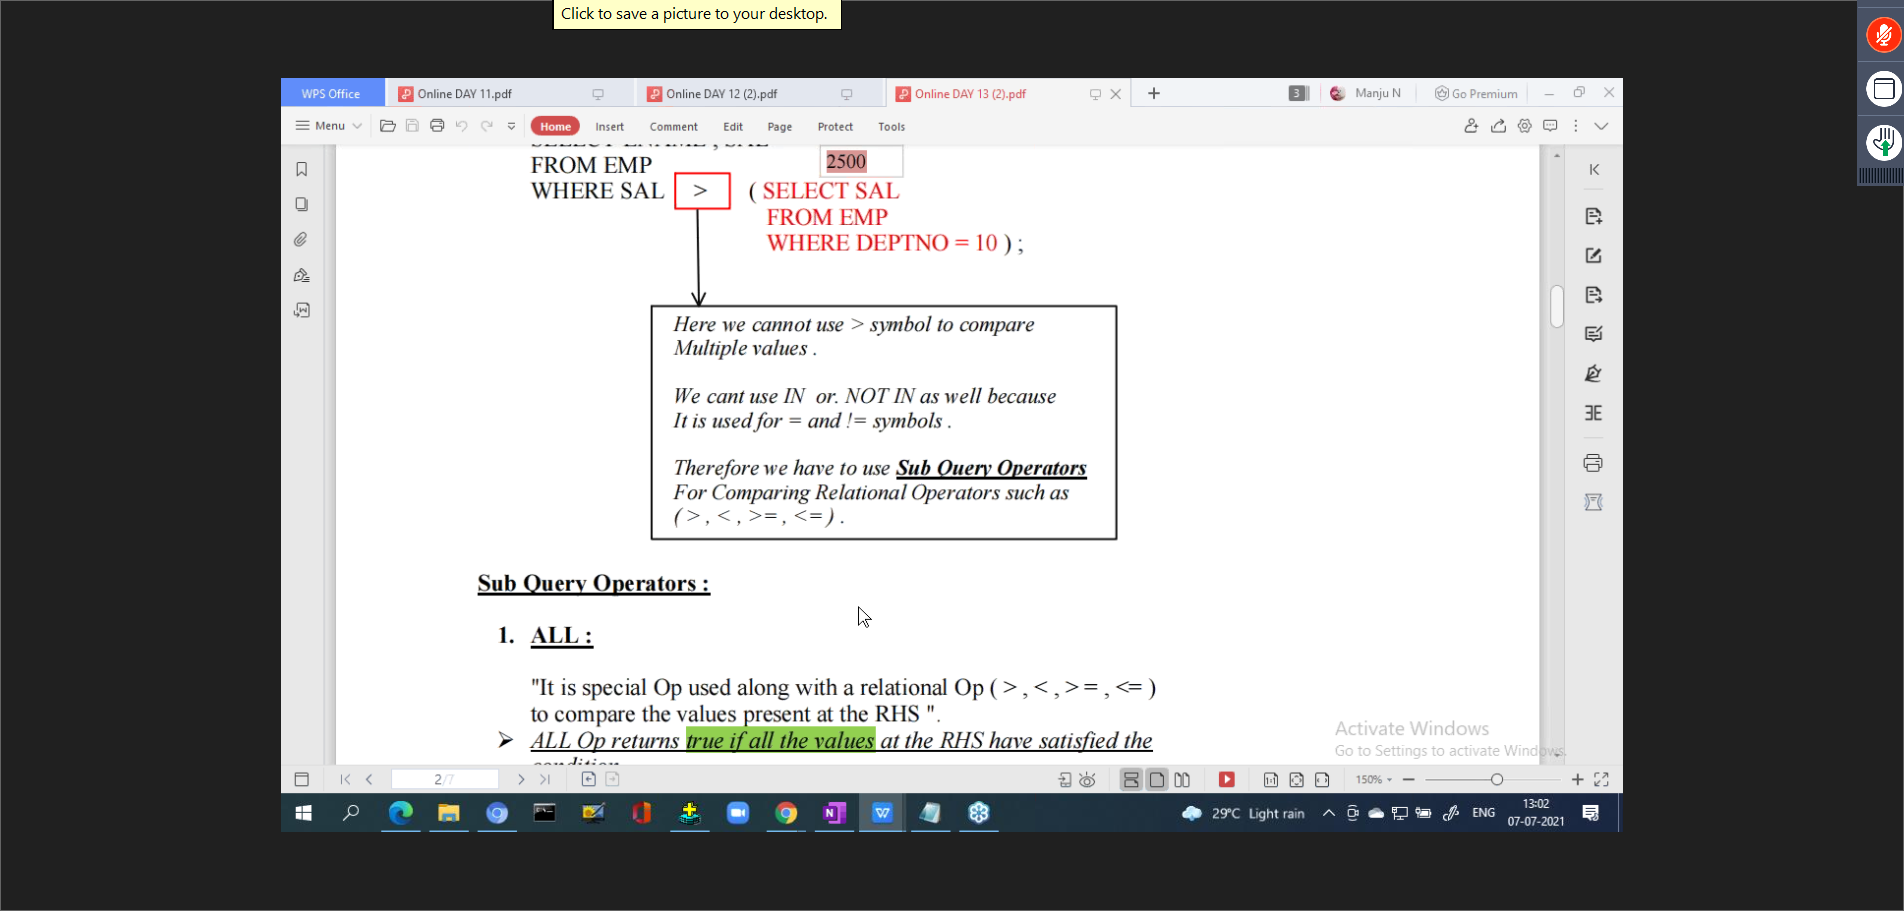 Click to save a picture to your desktop.
WPS Office
Online DAY 11.pdf
Online DAY 12 (2).pdf
Online DAY 13 (2).pdf
3
Manju N
Go Premium
Menu
Home
Insert
Comment
Edit
Page
Protect
Tools
SELECT ENAME , SAL
2500
FROM EMP
WHERE SAL > ( SELECT SAL
FROM EMP
WHERE DEPTNO = 10 ) ;
Here we cannot use > symbol to compare
Multiple values .
We cant use IN or. NOT IN as well because
It is used for = and != symbols .
Therefore we have to use Sub Query Operators
For Comparing Relational Operators such as
( > , < , >= , <= ) .
Sub Query Operators :
1. ALL :
"It is special Op used along with a relational Op ( > , < , > = , <= )
to compare the values present at the RHS ".
➤ ALL Op returns true if all the values at the RHS have satisfied the
condition
Activate Windows
Go to Settings to activate Windows.
2/7
150%
29°C Light rain
ENG
13:02
07-07-2021